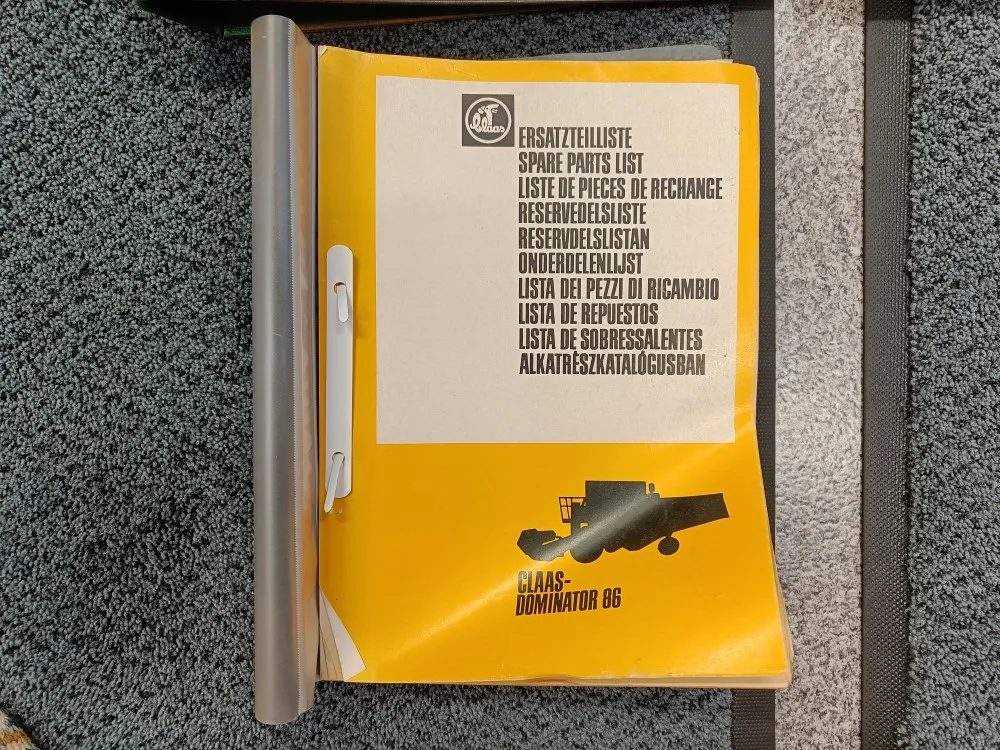 Claas
ERSATZTEILLISTE
SPARE PARTS LIST
LISTE DE PIECES DE RECHANGE
RESERVEDELSLISTE
RESERVDELSLISTAN
ONDERDELENLIJST
LISTA DEI PEZZI DI RICAMBIO
LISTA DE REPUESTOS
LISTA DE SOBRESSALENTES
ALKATRÉSZKATALÓGUSBAN
CLAAS-
DOMINATOR 86